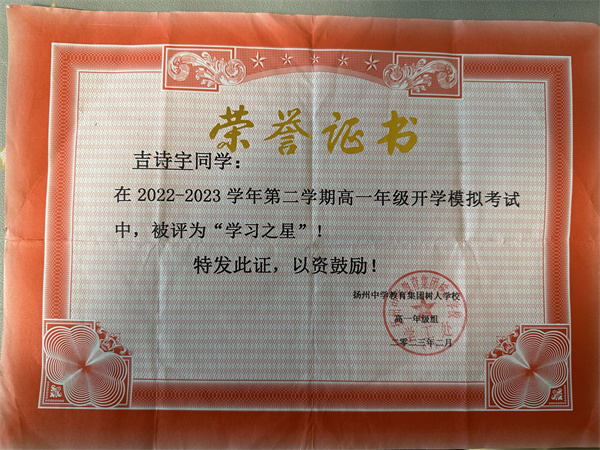 荣誉证书
吉诗宇同学：
在2022-2023学年第二学期高一年级开学模拟考试
中，被评为“学习之星”！
特发此证，以资鼓励！
扬州中学教育集团树人学校
高一年级组
二零二三年二月